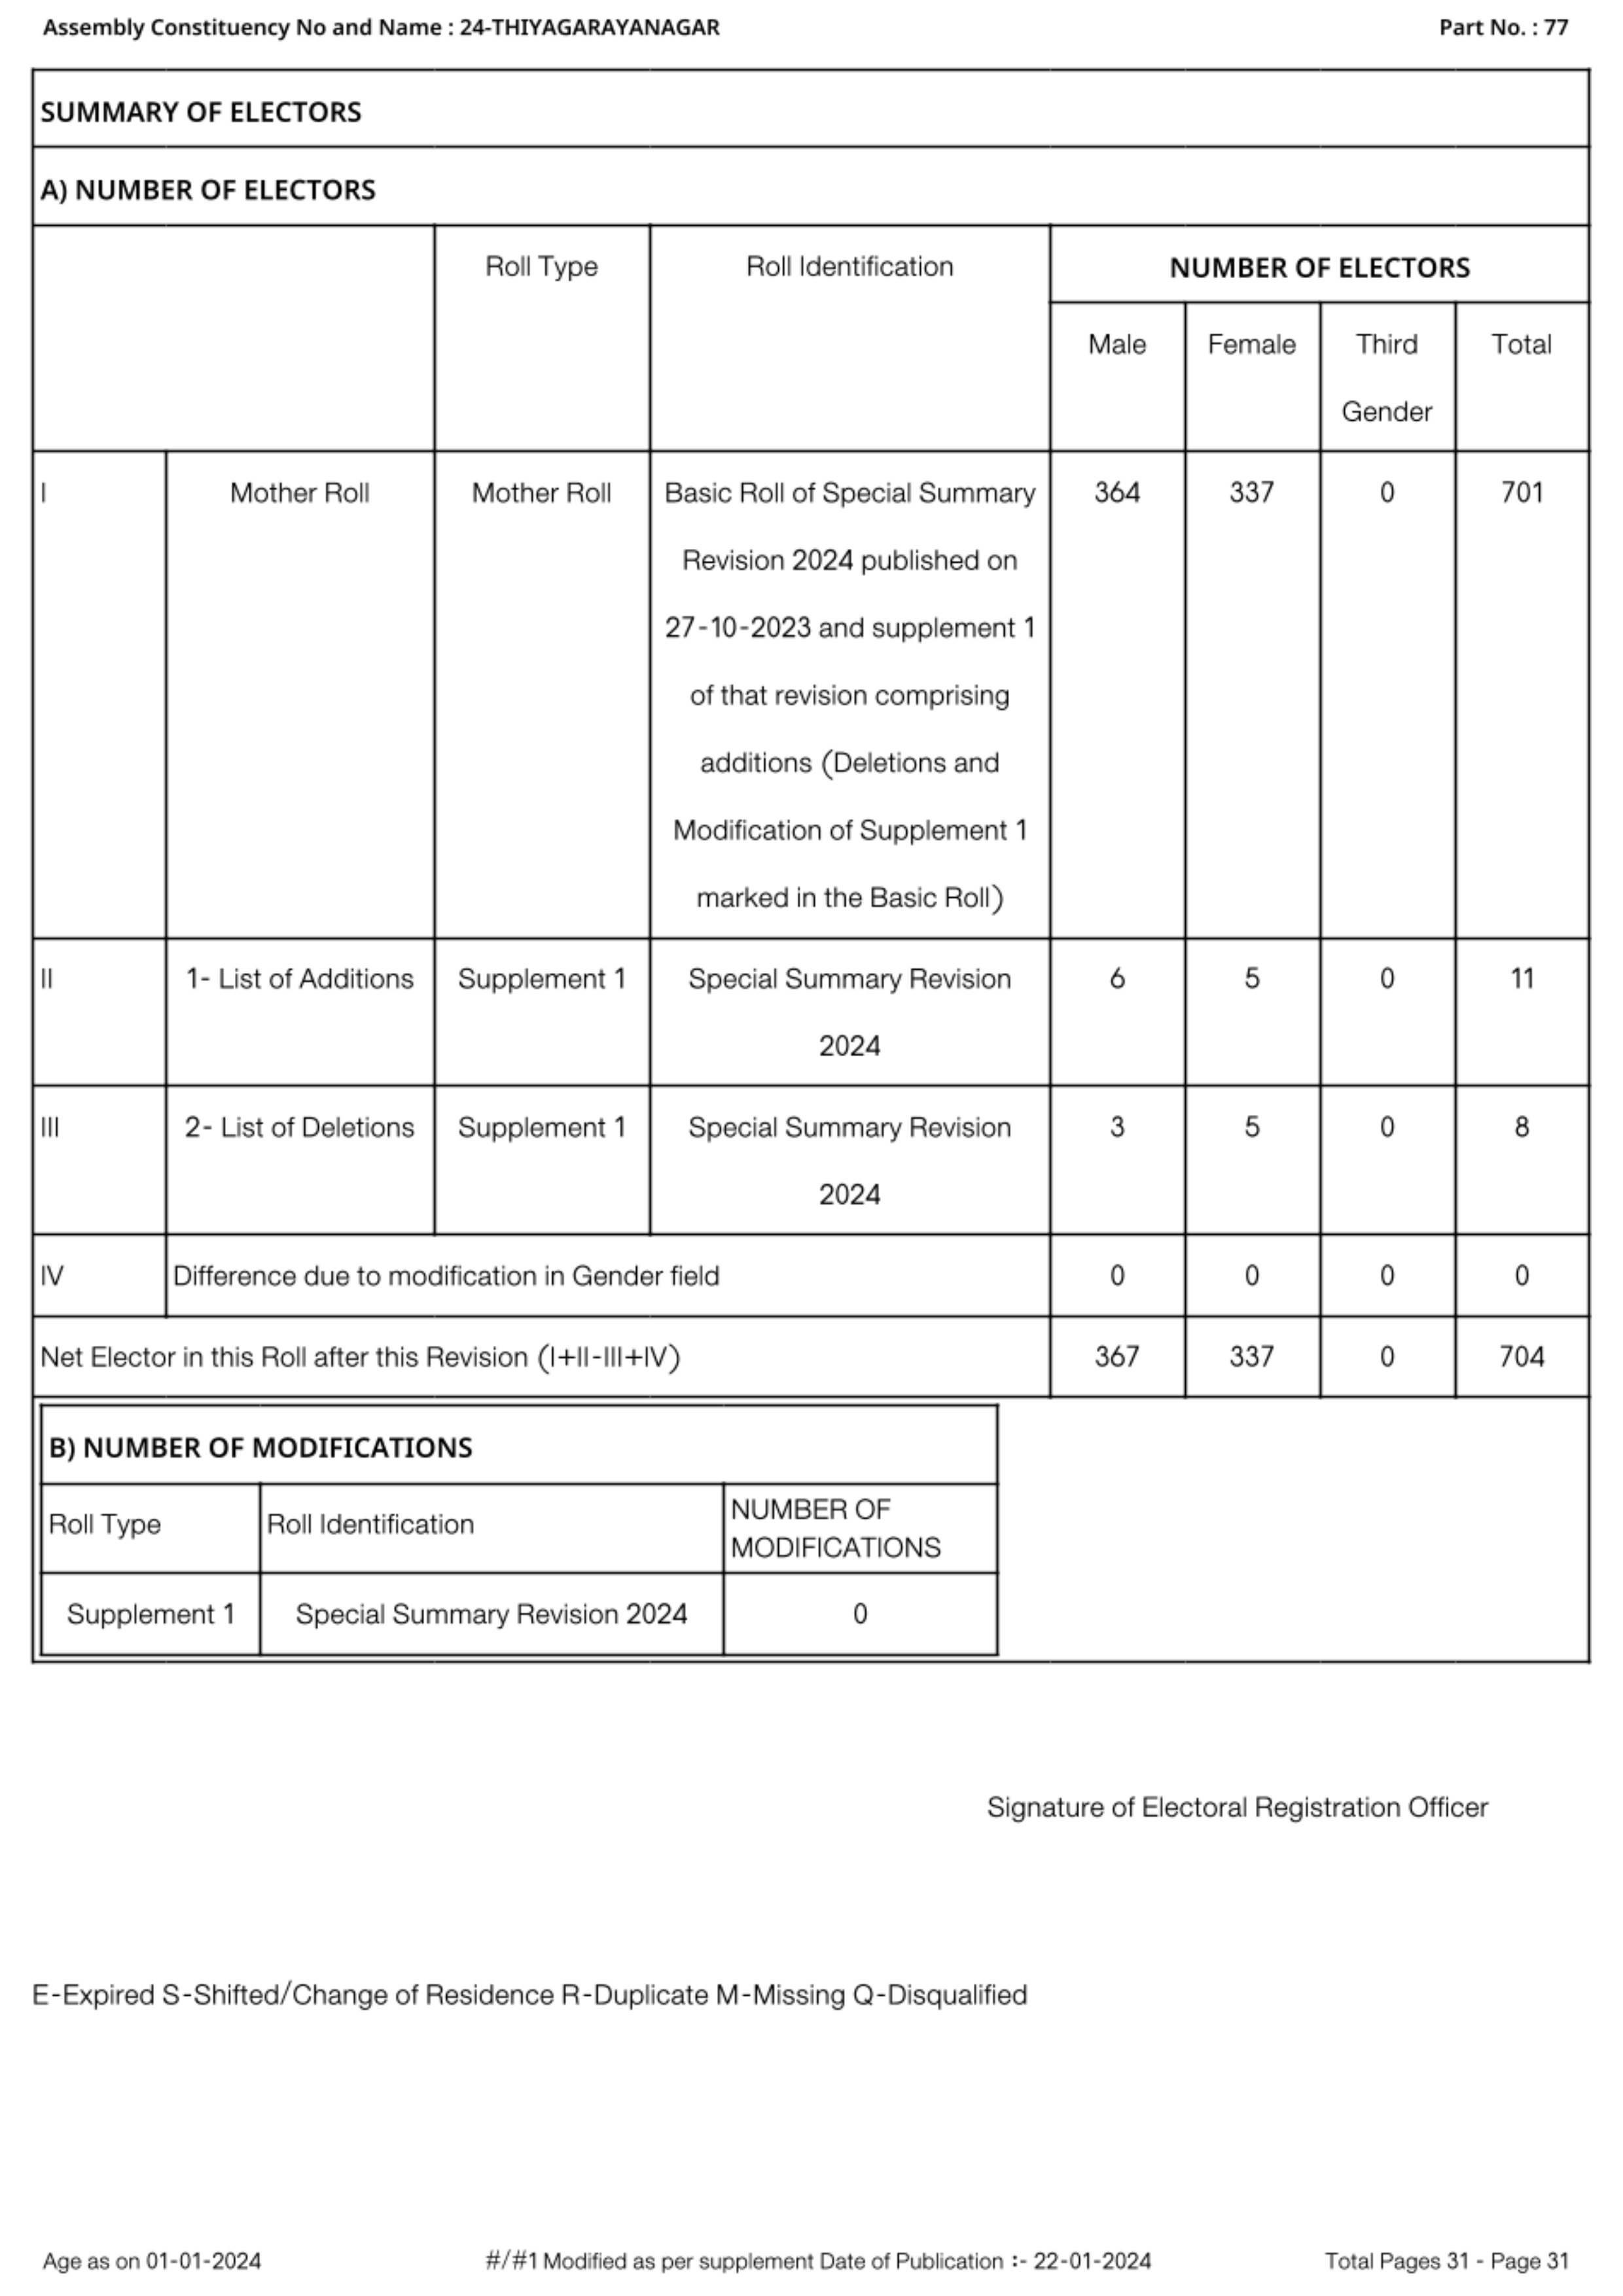 Assembly Constituency No and Name : 24-THIYAGARAYANAGAR
Part No. : 77
SUMMARY OF ELECTORS
A) NUMBER OF ELECTORS
Roll Type
Roll Identification
NUMBER OF ELECTORS
Male
Female
Third
Gender
Total
I
Mother Roll
Mother Roll
Basic Roll of Special Summary
Revision 2024 published on
27-10-2023 and supplement 1
of that revision comprising
additions (Deletions and
Modification of Supplement 1
marked in the Basic Roll)
364
337
0
701
II
1- List of Additions
Supplement 1
Special Summary Revision
2024
6
5
0
11
III
2- List of Deletions
Supplement 1
Special Summary Revision
2024
3
5
0
8
IV
Difference due to modification in Gender field
0
0
0
0
Net Elector in this Roll after this Revision (I+II-III+IV)
367
337
0
704
B) NUMBER OF MODIFICATIONS
Roll Type
Roll Identification
NUMBER OF
MODIFICATIONS
Supplement 1
Special Summary Revision 2024
0
Signature of Electoral Registration Officer
E-Expired S-Shifted/Change of Residence R-Duplicate M-Missing Q-Disqualified
Age as on 01-01-2024
#/#1 Modified as per supplement Date of Publication :- 22-01-2024
Total Pages 31 - Page 31